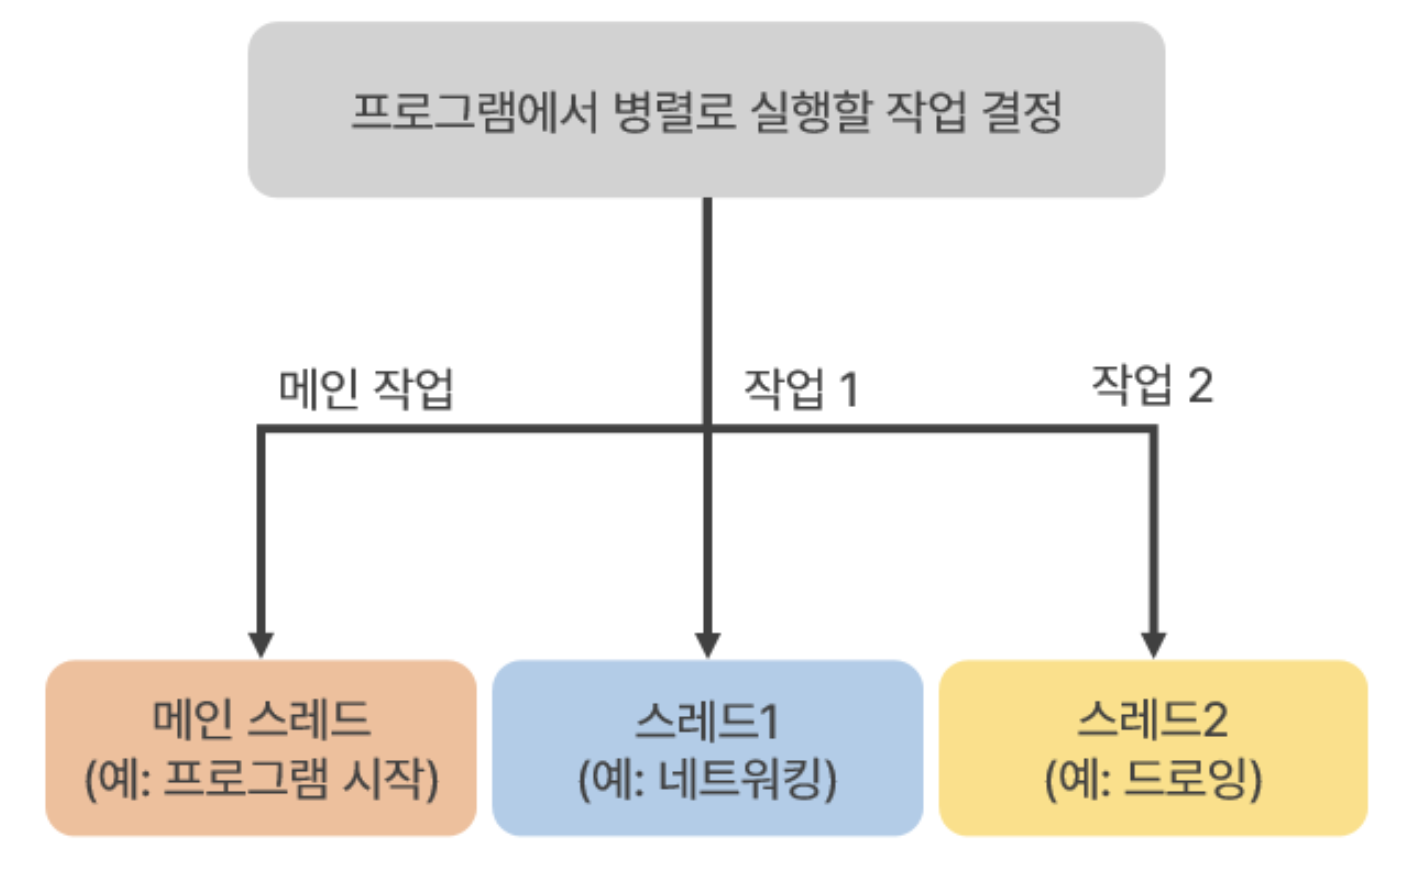 프로그램에서 병렬로 실행할 작업 결정
메인 작업
작업 1
작업 2
메인 스레드
(예: 프로그램 시작)
스레드1
(예: 네트워킹)
스레드2
(예: 드로잉)